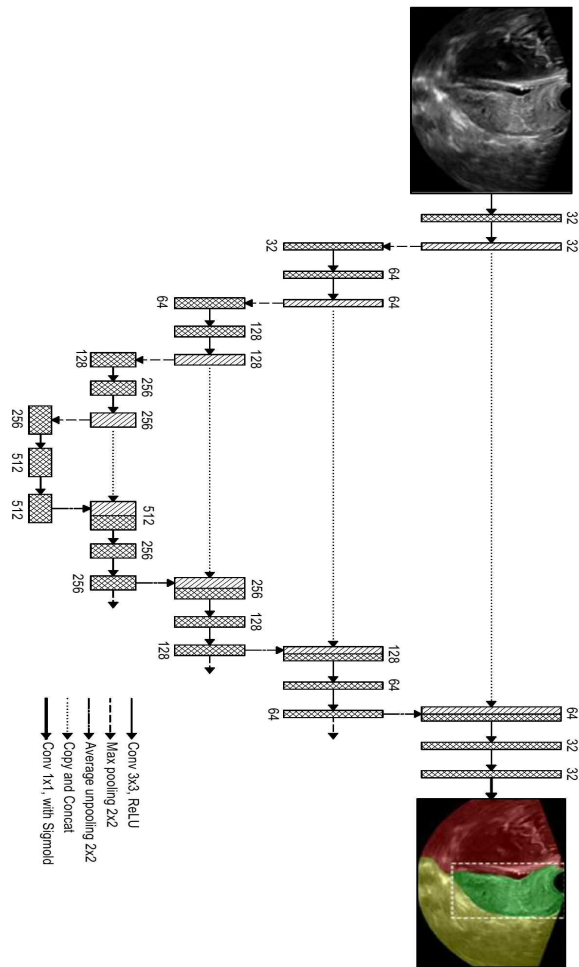 32 32 64 32 32
32 64 64 128 64 64
64 128 128 256 128 128
128 256 256 512 256 256
256 512 512
Conv 3x3, ReLU
Max pooling 2x2
Average unpooling 2x2
Copy and Concat
Conv 1x1, with Sigmoid